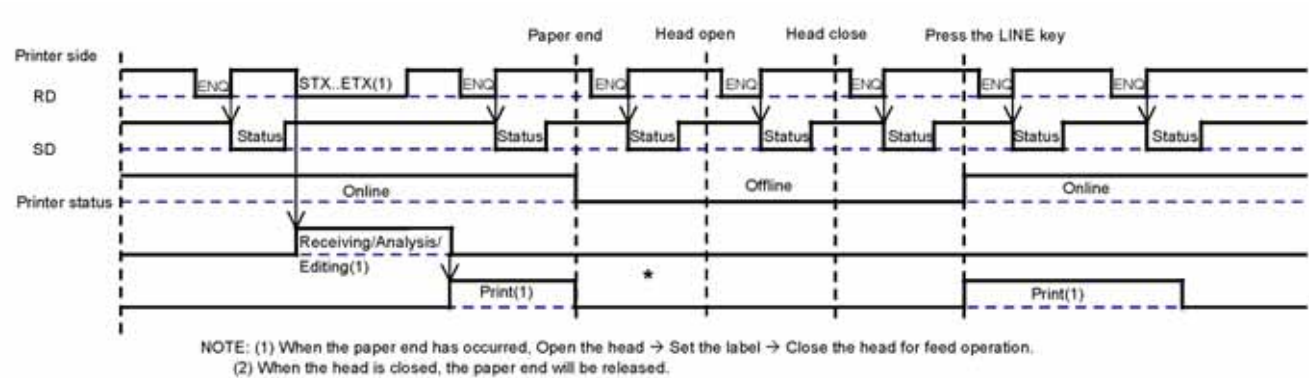 Paper end Head open Head close Press the LINE key
Printer side
ENQ STX..ETX(1) ENQ ENQ ENQ ENQ ENQ ENQ
RD
Status Status Status Status Status Status Status
SD
Online Offline Online
Printer status
Receiving/Analysis/
Editing(1)
*
Print(1) Print(1)
NOTE: (1) When the paper end has occurred, Open the head → Set the label → Close the head for feed operation.
(2) When the head is closed, the paper end will be released.